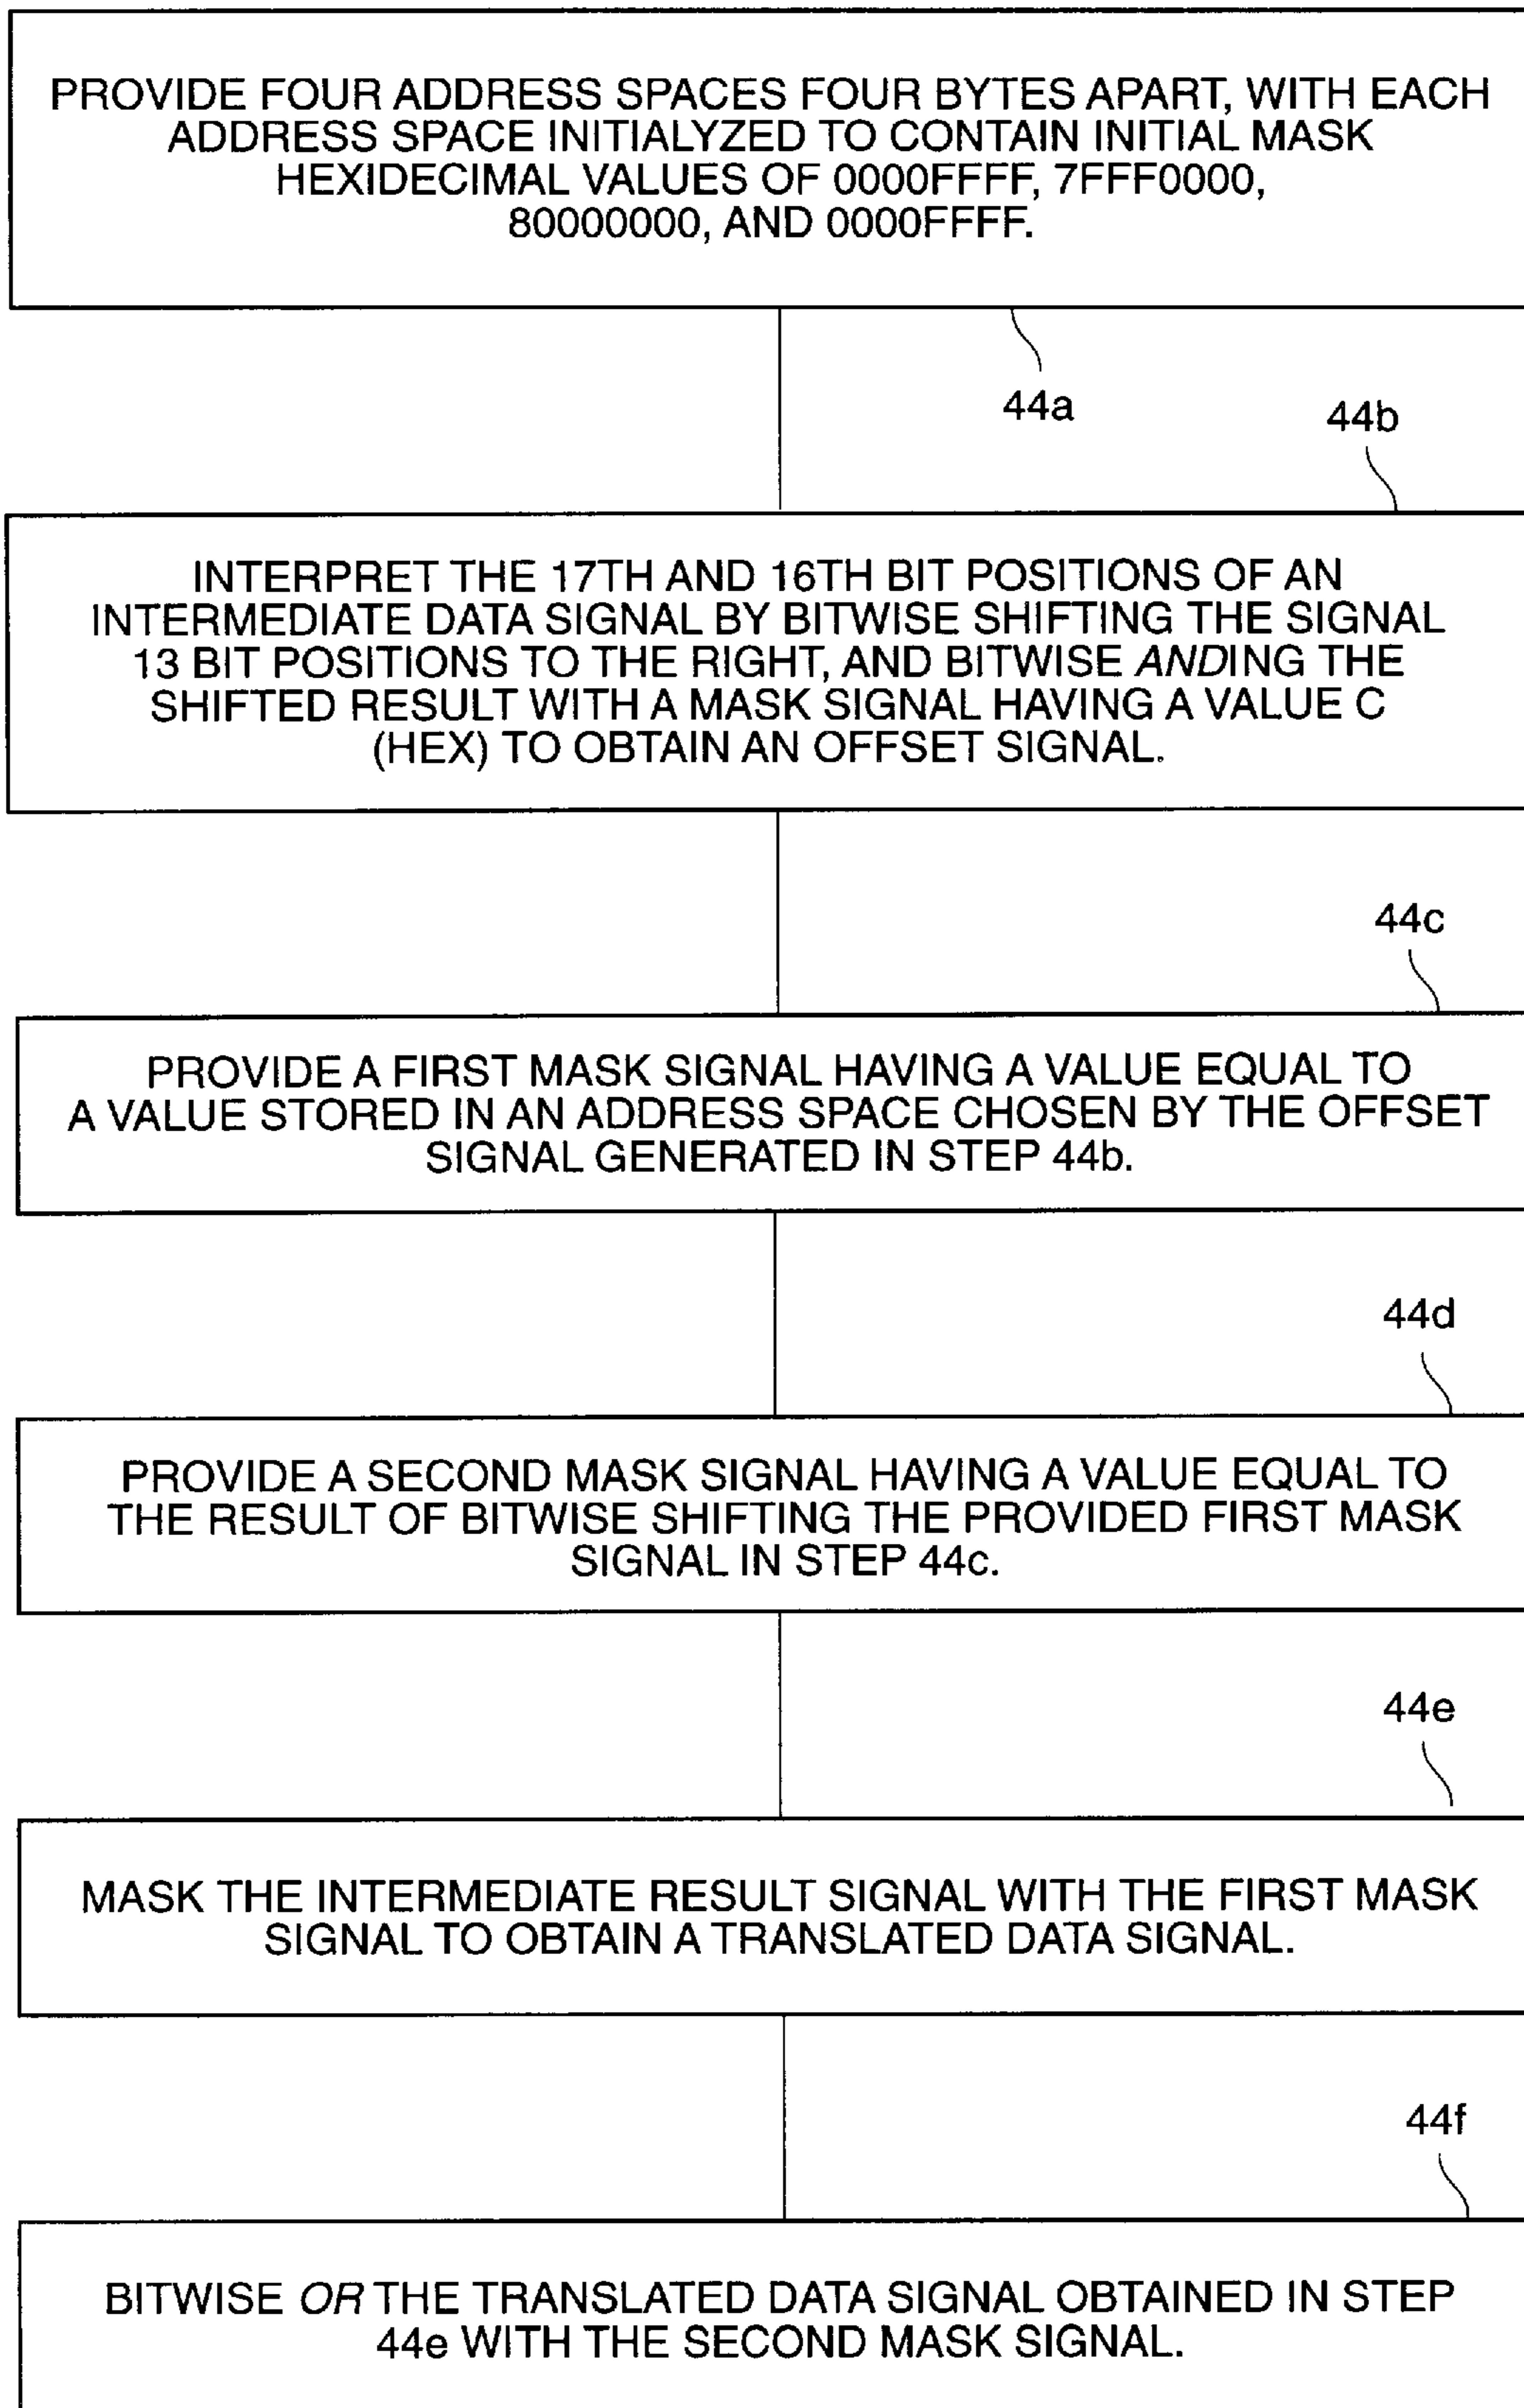 PROVIDE FOUR ADDRESS SPACES FOUR BYTES APART, WITH EACH
ADDRESS SPACE INITIALYZED TO CONTAIN INITIAL MASK
HEXIDECIMAL VALUES OF 0000FFFF, 7FFF0000,
80000000, AND 0000FFFF.
44a
44b
INTERPRET THE 17TH AND 16TH BIT POSITIONS OF AN
INTERMEDIATE DATA SIGNAL BY BITWISE SHIFTING THE SIGNAL
13 BIT POSITIONS TO THE RIGHT, AND BITWISE ANDING THE
SHIFTED RESULT WITH A MASK SIGNAL HAVING A VALUE C
(HEX) TO OBTAIN AN OFFSET SIGNAL.
44c
PROVIDE A FIRST MASK SIGNAL HAVING A VALUE EQUAL TO
A VALUE STORED IN AN ADDRESS SPACE CHOSEN BY THE OFFSET
SIGNAL GENERATED IN STEP 44b.
44d
PROVIDE A SECOND MASK SIGNAL HAVING A VALUE EQUAL TO
THE RESULT OF BITWISE SHIFTING THE PROVIDED FIRST MASK
SIGNAL IN STEP 44c.
44e
MASK THE INTERMEDIATE RESULT SIGNAL WITH THE FIRST MASK
SIGNAL TO OBTAIN A TRANSLATED DATA SIGNAL.
44f
BITWISE OR THE TRANSLATED DATA SIGNAL OBTAINED IN STEP
44e WITH THE SECOND MASK SIGNAL.